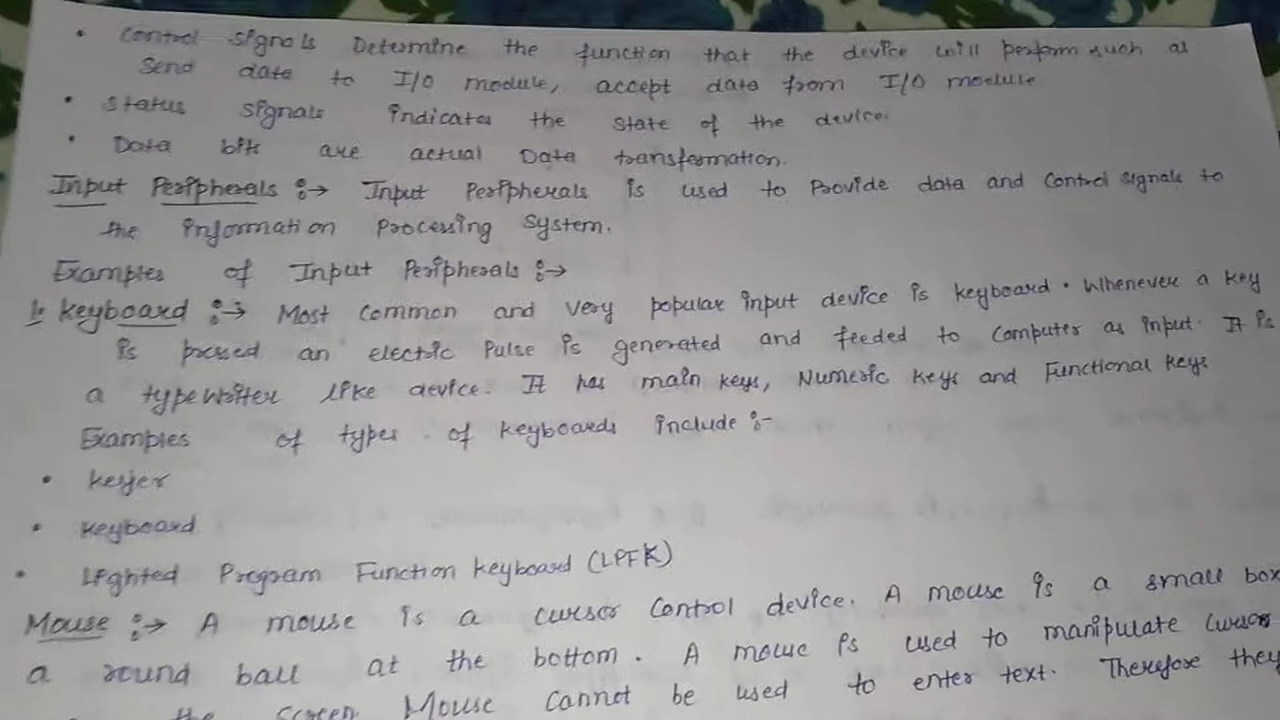 • Control signals Determine the function that the device will perform such as
Send date to I/O module, accept data from I/O module
• Status signals indicates the state of the device.
• Data bits are actual Data transformation.
Input Peripherals :→ Input Peripherals is used to Provide data and Control signals to
the information Processing System.
Examples of Input Peripherals :→
1. keyboard :→ Most Common and very popular input device is keyboard. Whenever a key
is pressed an electric Pulse is generated and feeded to Computer as input. It is
a typewriter like device. It has main keys, Numeric keys and Functional keys
Examples of types of keyboards include :-
• keyer
• keyboard
• Lighted Program Function keyboard (LPFK)
Mouse :→ A mouse is a cursor Control device. A mouse is a small box
a round ball at the bottom. A mouse is used to manipulate Cursor
the screen. Mouse Cannot be used to enter text. Therefore they